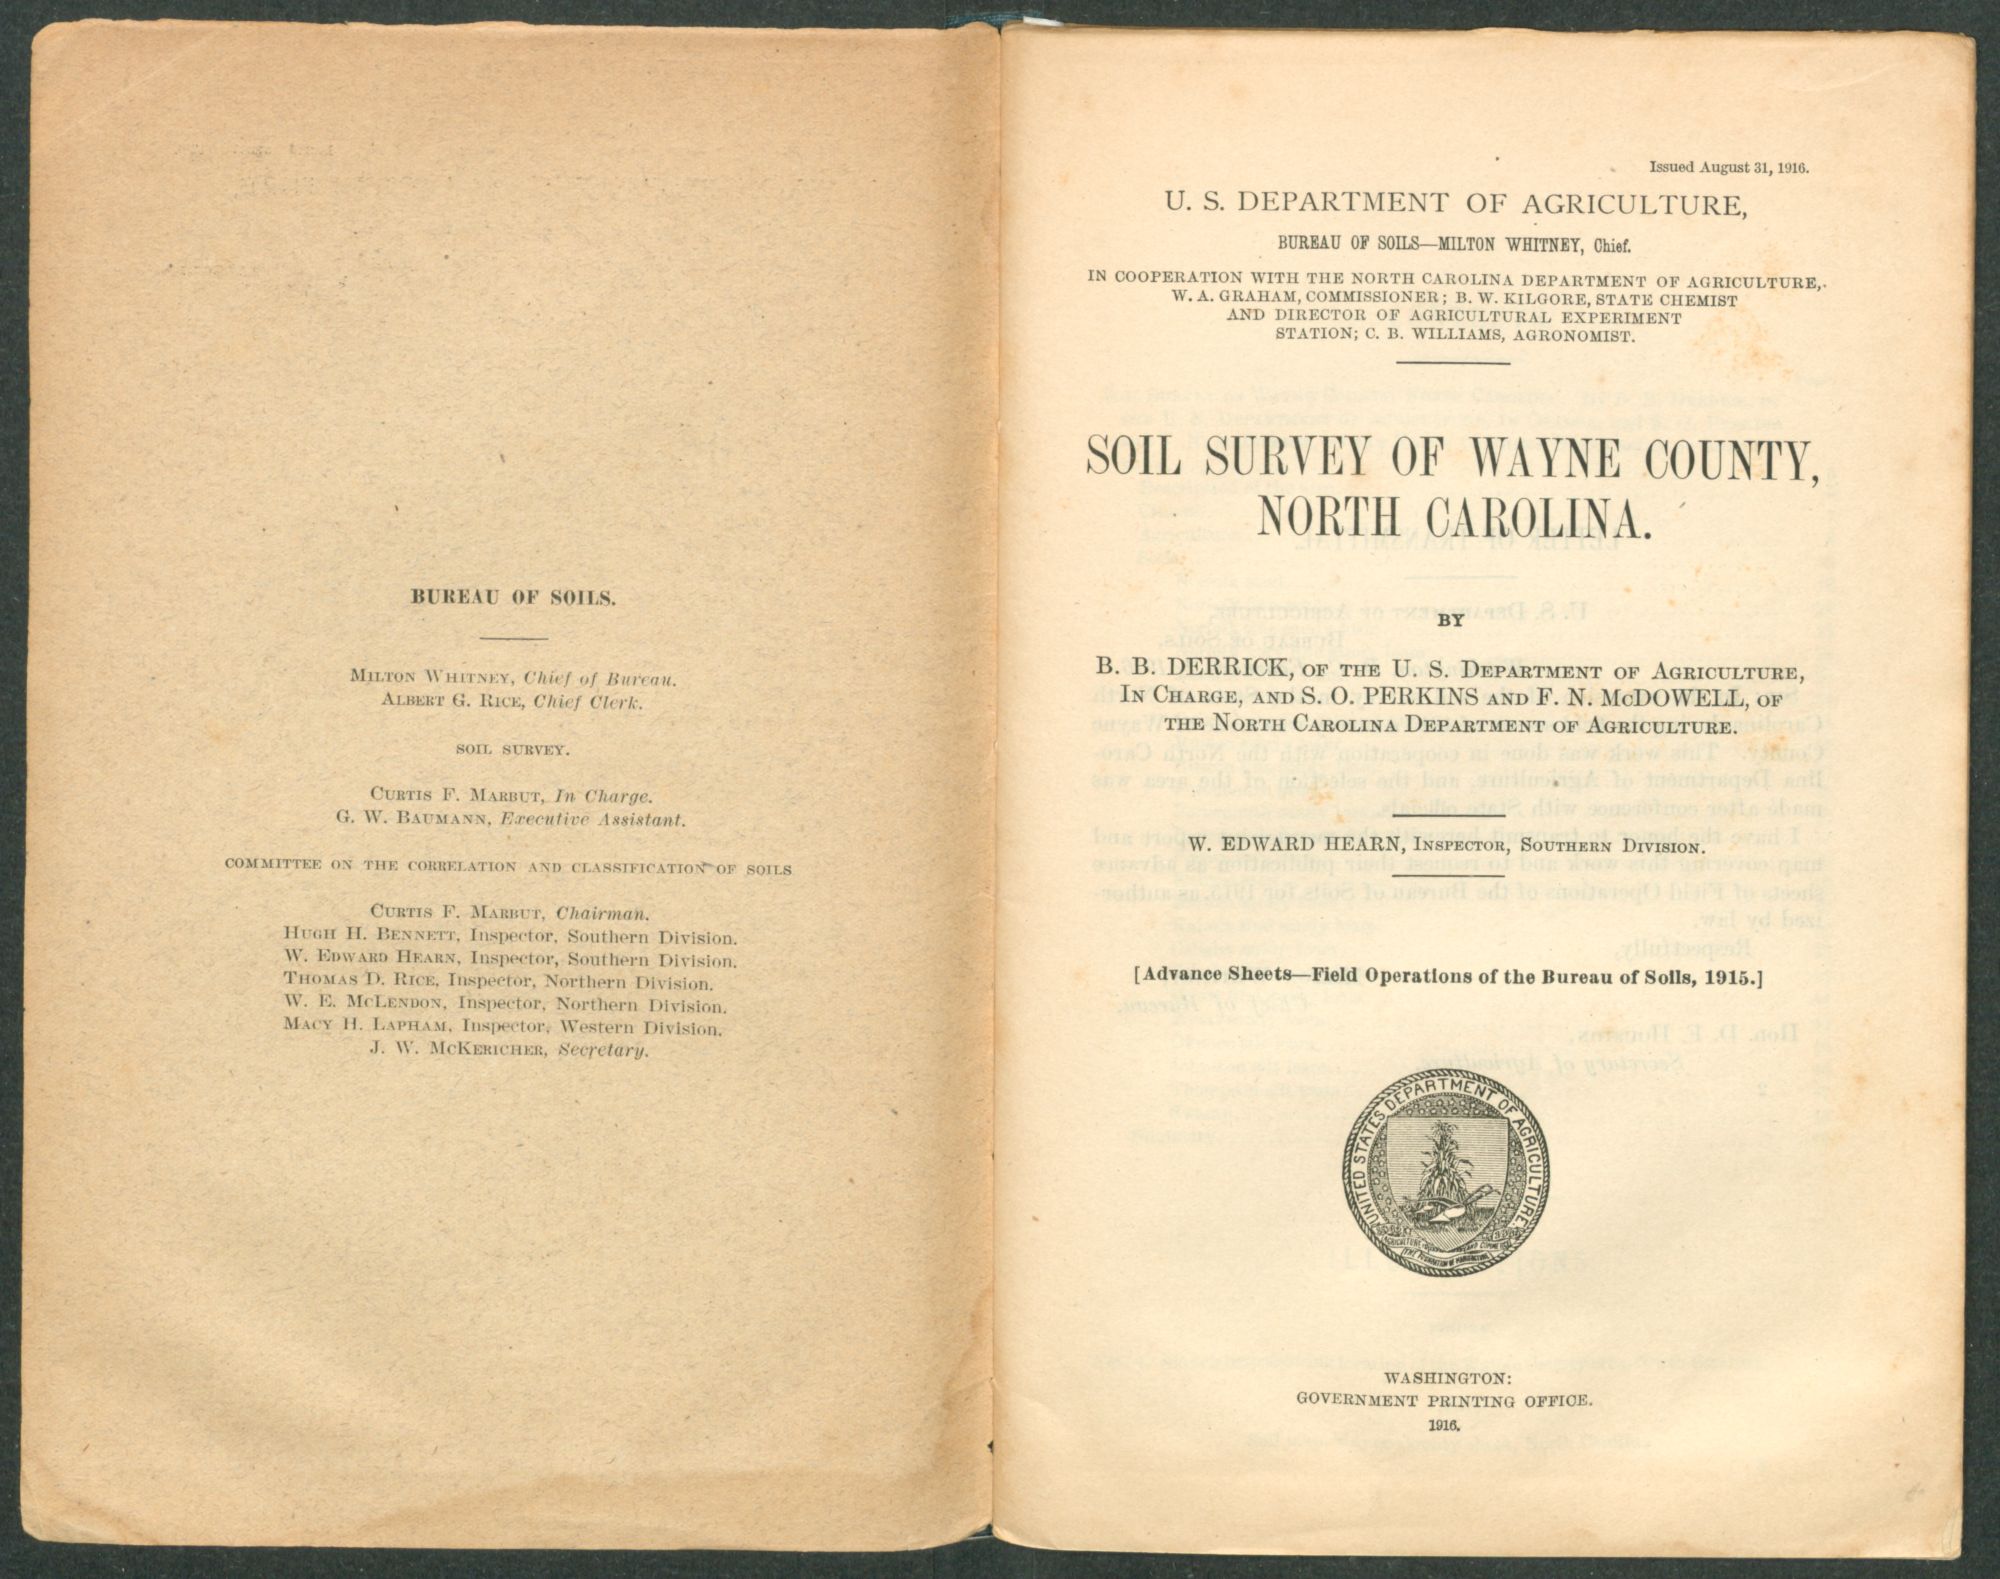 BUREAU OF SOILS.
MILTON WHITNEY, Chief of Bureau.
ALBERT G. RICE, Chief Clerk.
SOIL SURVEY.
CURTIS F. MARBUT, In Charge.
G. W. BAUMANN, Executive Assistant.
COMMITTEE ON THE CORRELATION AND CLASSIFICATION OF SOILS
CURTIS F. MARBUT, Chairman.
HUGH H. BENNETT, Inspector, Southern Division.
W. EDWARD HEARN, Inspector, Southern Division.
THOMAS D. RICE, Inspector, Northern Division.
W. E. MCLENDON, Inspector, Northern Division.
MACY H. LAPHAM, Inspector, Western Division.
J. W. MCKERICHER, Secretary.
Issued August 31, 1916.
U. S. DEPARTMENT OF AGRICULTURE,
BUREAU OF SOILS—MILTON WHITNEY, Chief.
IN COOPERATION WITH THE NORTH CAROLINA DEPARTMENT OF AGRICULTURE,
W. A. GRAHAM, COMMISSIONER; B. W. KILGORE, STATE CHEMIST
AND DIRECTOR OF AGRICULTURAL EXPERIMENT
STATION; C. B. WILLIAMS, AGRONOMIST.
SOIL SURVEY OF WAYNE COUNTY,
NORTH CAROLINA.
BY
B. B. DERRICK, OF THE U. S. DEPARTMENT OF AGRICULTURE,
IN CHARGE, AND S. O. PERKINS AND F. N. McDOWELL, OF
THE NORTH CAROLINA DEPARTMENT OF AGRICULTURE.
W. EDWARD HEARN, INSPECTOR, SOUTHERN DIVISION.
[Advance Sheets—Field Operations of the Bureau of Soils, 1915.]
UNITED STATES DEPARTMENT OF AGRICULTURE.
WASHINGTON:
GOVERNMENT PRINTING OFFICE.
1916.